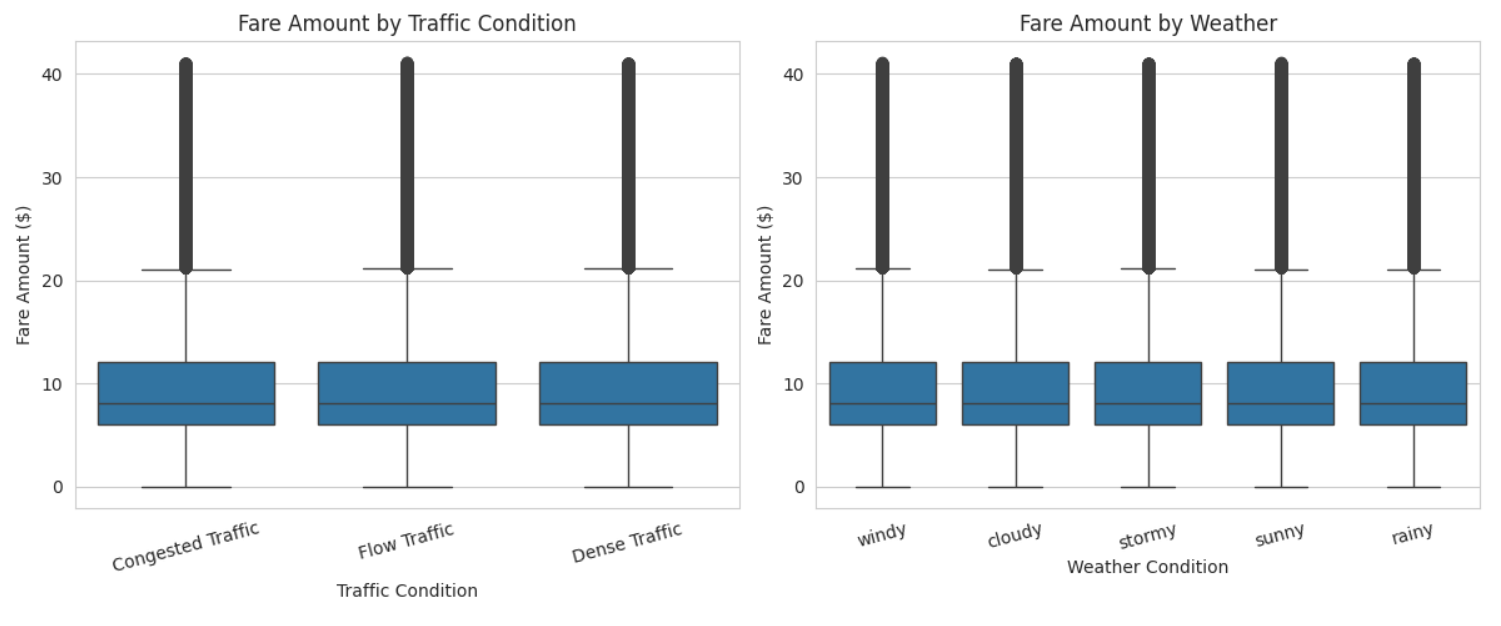 Fare Amount by Traffic Condition
Fare Amount ($)
40
30
20
10
0
Congested Traffic
Flow Traffic
Dense Traffic
Traffic Condition
Fare Amount by Weather
Fare Amount ($)
40
30
20
10
0
windy
cloudy
stormy
sunny
rainy
Weather Condition